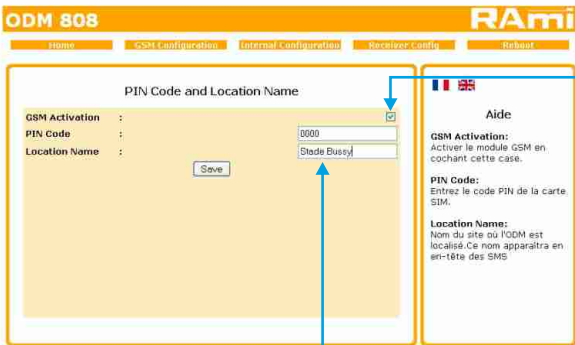 ODM 808
RAmi
Home
GSM Configuration
Internal Configuration
Receiver Config
Reboot
PIN Code and Location Name
GSM Activation :
PIN Code : 0000
Location Name : Stade Bussy
Save
Aide
GSM Activation:
Activer le module GSM en
cochant cette case.
PIN Code:
Entrez le code PIN de la carte
SIM.
Location Name:
Nom du site où l'ODM est
localisé.Ce nom apparaîtra en
en-tête des SMS